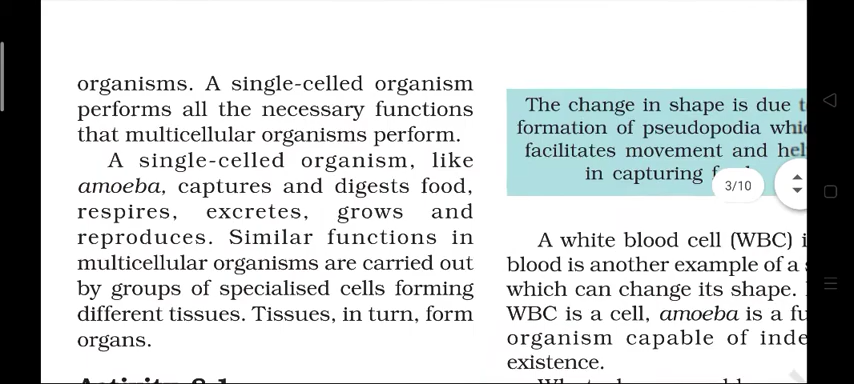 organisms. A single-celled organism
performs all the necessary functions
that multicellular organisms perform.
A single-celled organism, like
amoeba, captures and digests food,
respires, excretes, grows and
reproduces. Similar functions in
multicellular organisms are carried out
by groups of specialised cells forming
different tissues. Tissues, in turn, form
organs.
The change in shape is due
formation of pseudopodia
facilitates movement and
in capturing
3/10
A white blood cell (WBC)
blood is another example of a
which can change its shape.
WBC is a cell, amoeba is a
organism capable of
existence.